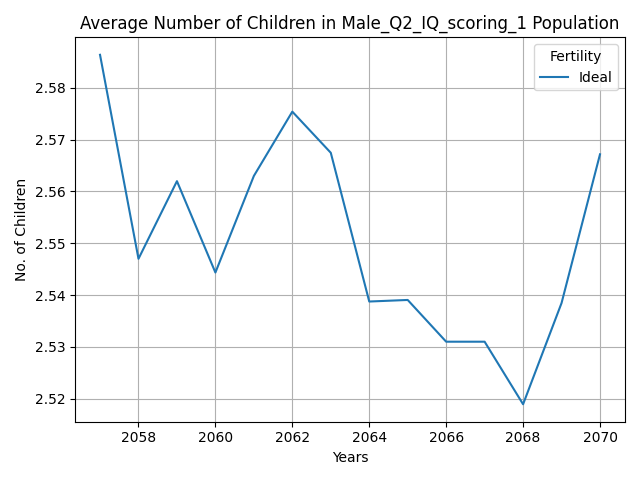 Average Number of Children in Male_Q2_IQ_scoring_1 Population
Fertility
Ideal
No. of Children
2.58
2.57
2.56
2.55
2.54
2.53
2.52
2058 2060 2062 2064 2066 2068 2070
Years